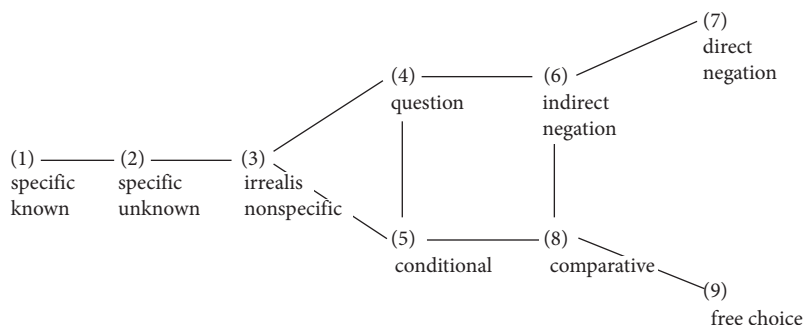 (7)
direct
negation
(4)
question
(6)
indirect
negation
(1)
specific
known
(2)
specific
unknown
(3)
irrealis
nonspecific
(5)
conditional
(8)
comparative
(9)
free choice